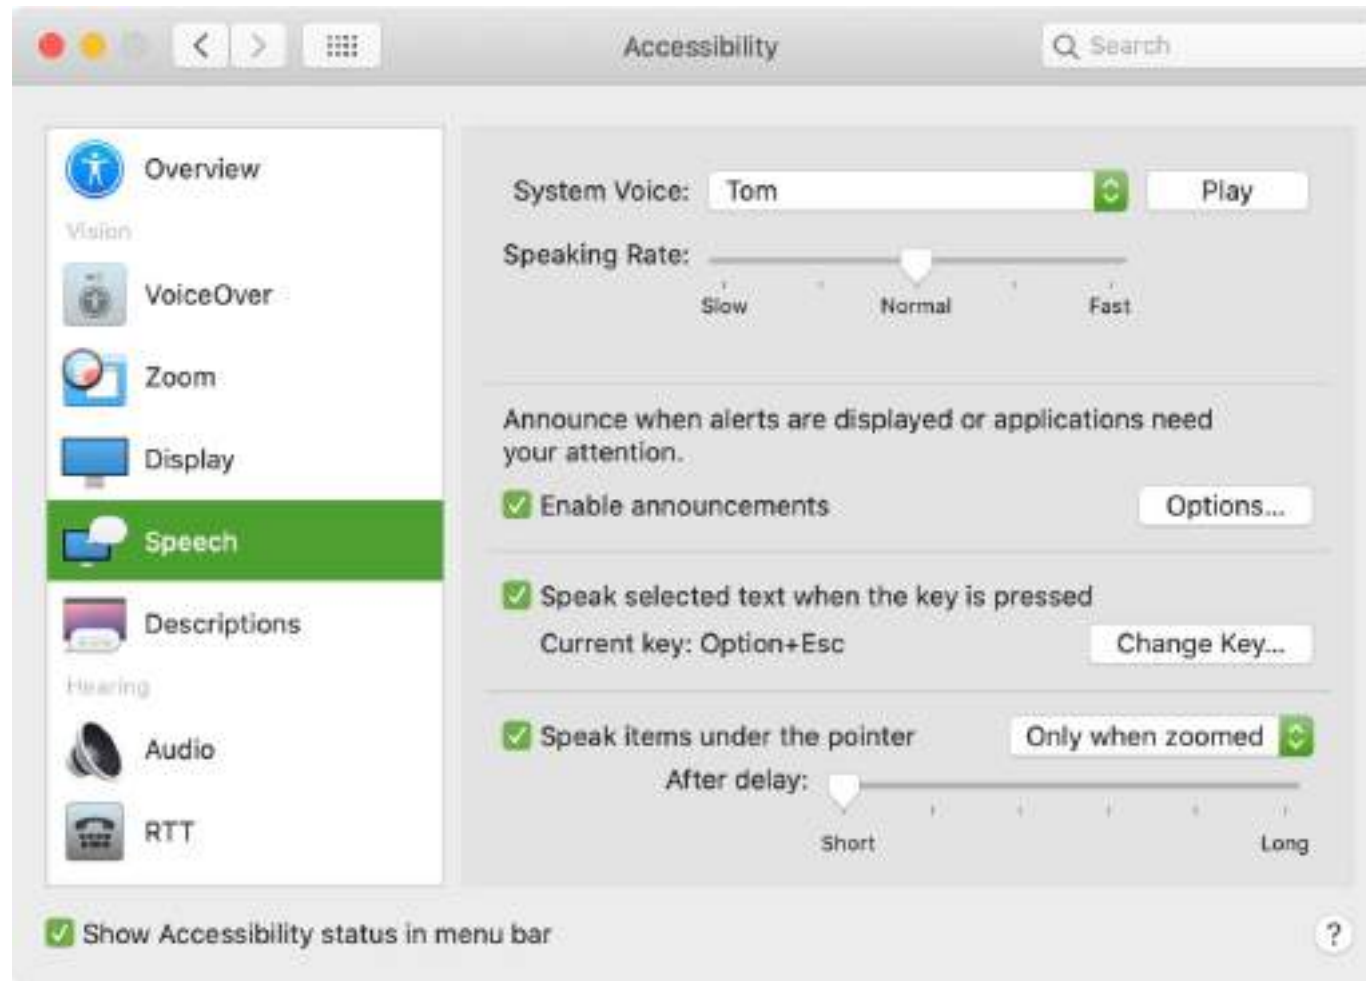 Accessibility
Search
Overview
Vision
VoiceOver
Zoom
Display
Speech
Descriptions
Hearing
Audio
RTT
System Voice: Tom Play
Speaking Rate:
Slow Normal Fast
Announce when alerts are displayed or applications need
your attention.
Enable announcements Options...
Speak selected text when the key is pressed
Current key: Option+Esc Change Key...
Speak items under the pointer Only when zoomed
After delay:
Short Long
Show Accessibility status in menu bar
?